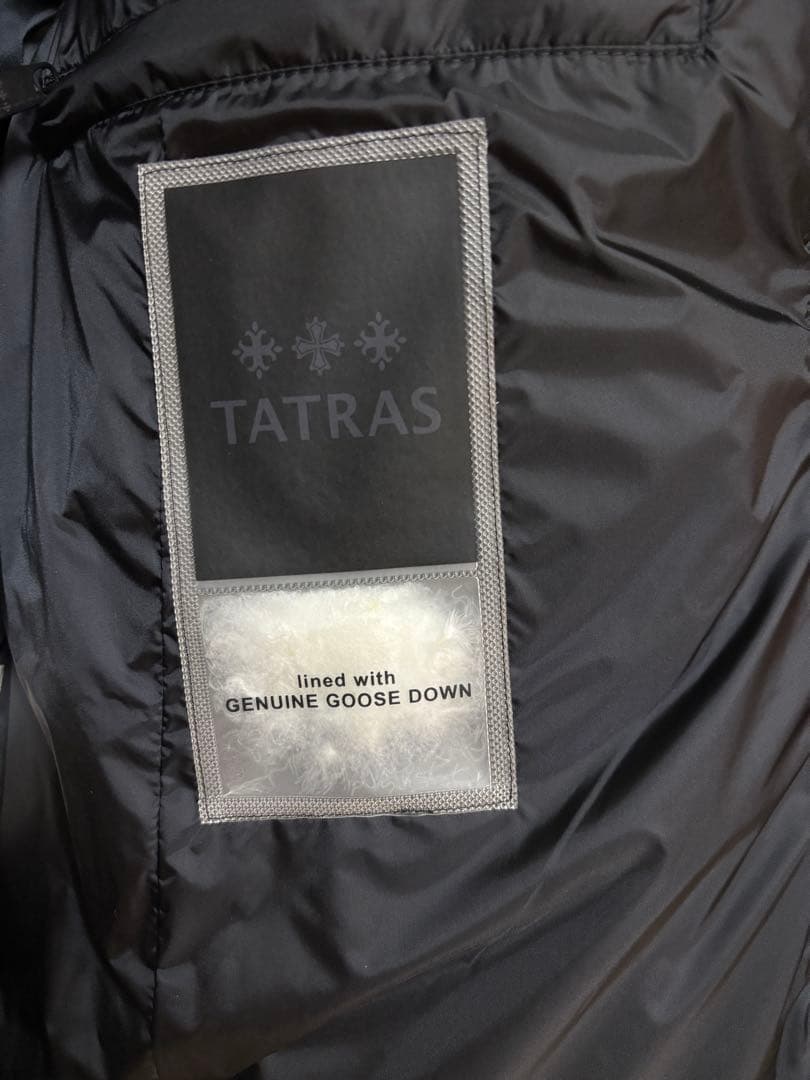 TATRAS
lined with
GENUINE GOOSE DOWN